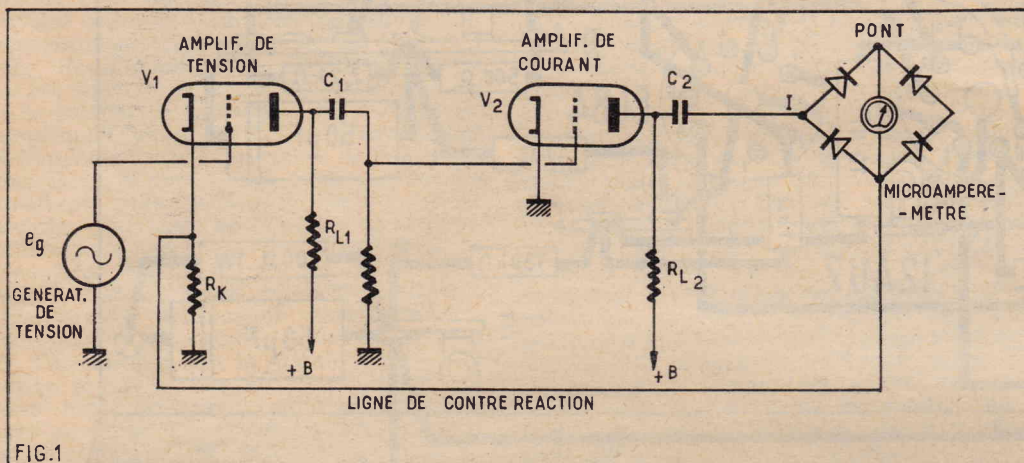 AMPLIF. DE
TENSION
V1
C1
AMPLIF. DE
COURANT
V2
C2
PONT
I
MICROAMPERE-
-METRE
eg
GENERAT.
DE
TENSION
RK
RL1
+B
RL2
+B
LIGNE DE CONTRE REACTION
FIG.1